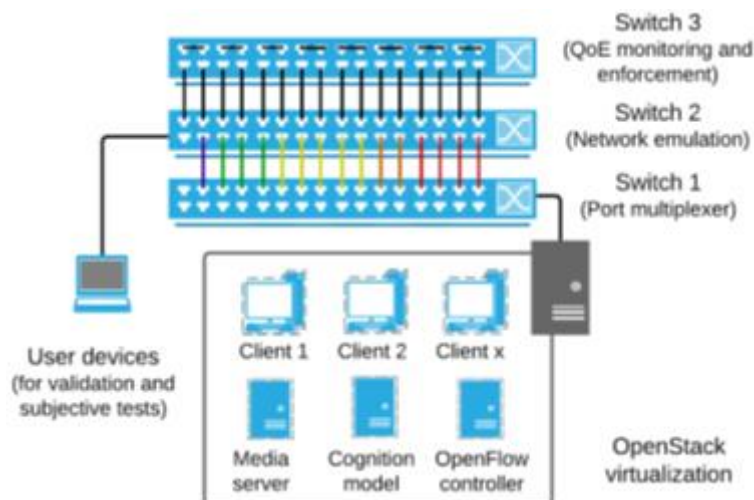 Switch 3
(QoE monitoring and
enforcement)
Switch 2
(Network emulation)
Switch 1
(Port multiplexer)
User devices
(for validation and
subjective tests)
Client 1
Client 2
Client x
Media
server
Cognition
model
OpenFlow
controller
OpenStack
virtualization